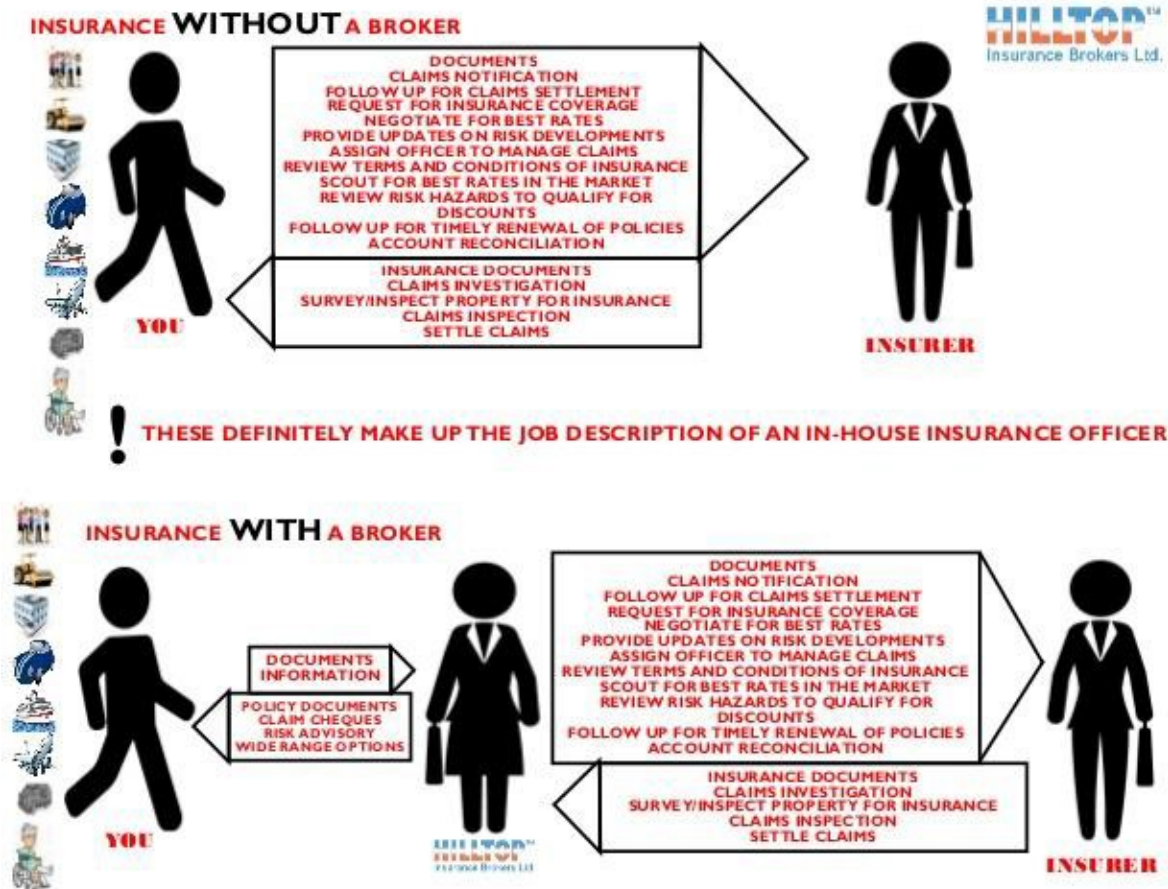 INSURANCE WITHOUT A BROKER
HILLTOP™
Insurance Brokers Ltd.
DOCUMENTS
CLAIMS NOTIFICATION
FOLLOW UP FOR CLAIMS SETTLEMENT
REQUEST FOR INSURANCE COVERAGE
NEGOTIATE FOR BEST RATES
PROVIDE UPDATES ON RISK DEVELOPMENTS
ASSIGN OFFICER TO MANAGE CLAIMS
REVIEW TERMS AND CONDITIONS OF INSURANCE
SCOUT FOR BEST RATES IN THE MARKET
REVIEW RISK HAZARDS TO QUALIFY FOR
DISCOUNTS
FOLLOW UP FOR TIMELY RENEWAL OF POLICIES
ACCOUNT RECONCILIATION
INSURANCE DOCUMENTS
CLAIMS INVESTIGATION
SURVEY/INSPECT PROPERTY FOR INSURANCE
CLAIMS INSPECTION
SETTLE CLAIMS
YOU
INSURER
! THESE DEFINITELY MAKE UP THE JOB DESCRIPTION OF AN IN-HOUSE INSURANCE OFFICER
INSURANCE WITH A BROKER
DOCUMENTS
INFORMATION
POLICY DOCUMENTS
CLAIM CHEQUES
RISK ADVISORY
WIDE RANGE OPTIONS
DOCUMENTS
CLAIMS NOTIFICATION
FOLLOW UP FOR CLAIMS SETTLEMENT
REQUEST FOR INSURANCE COVERAGE
NEGOTIATE FOR BEST RATES
PROVIDE UPDATES ON RISK DEVELOPMENTS
ASSIGN OFFICER TO MANAGE CLAIMS
REVIEW TERMS AND CONDITIONS OF INSURANCE
SCOUT FOR BEST RATES IN THE MARKET
REVIEW RISK HAZARDS TO QUALIFY FOR
DISCOUNTS
FOLLOW UP FOR TIMELY RENEWAL OF POLICIES
ACCOUNT RECONCILIATION
INSURANCE DOCUMENTS
CLAIMS INVESTIGATION
SURVEY/INSPECT PROPERTY FOR INSURANCE
CLAIMS INSPECTION
SETTLE CLAIMS
YOU
HILLTOP™
Insurance Brokers Ltd
INSURER